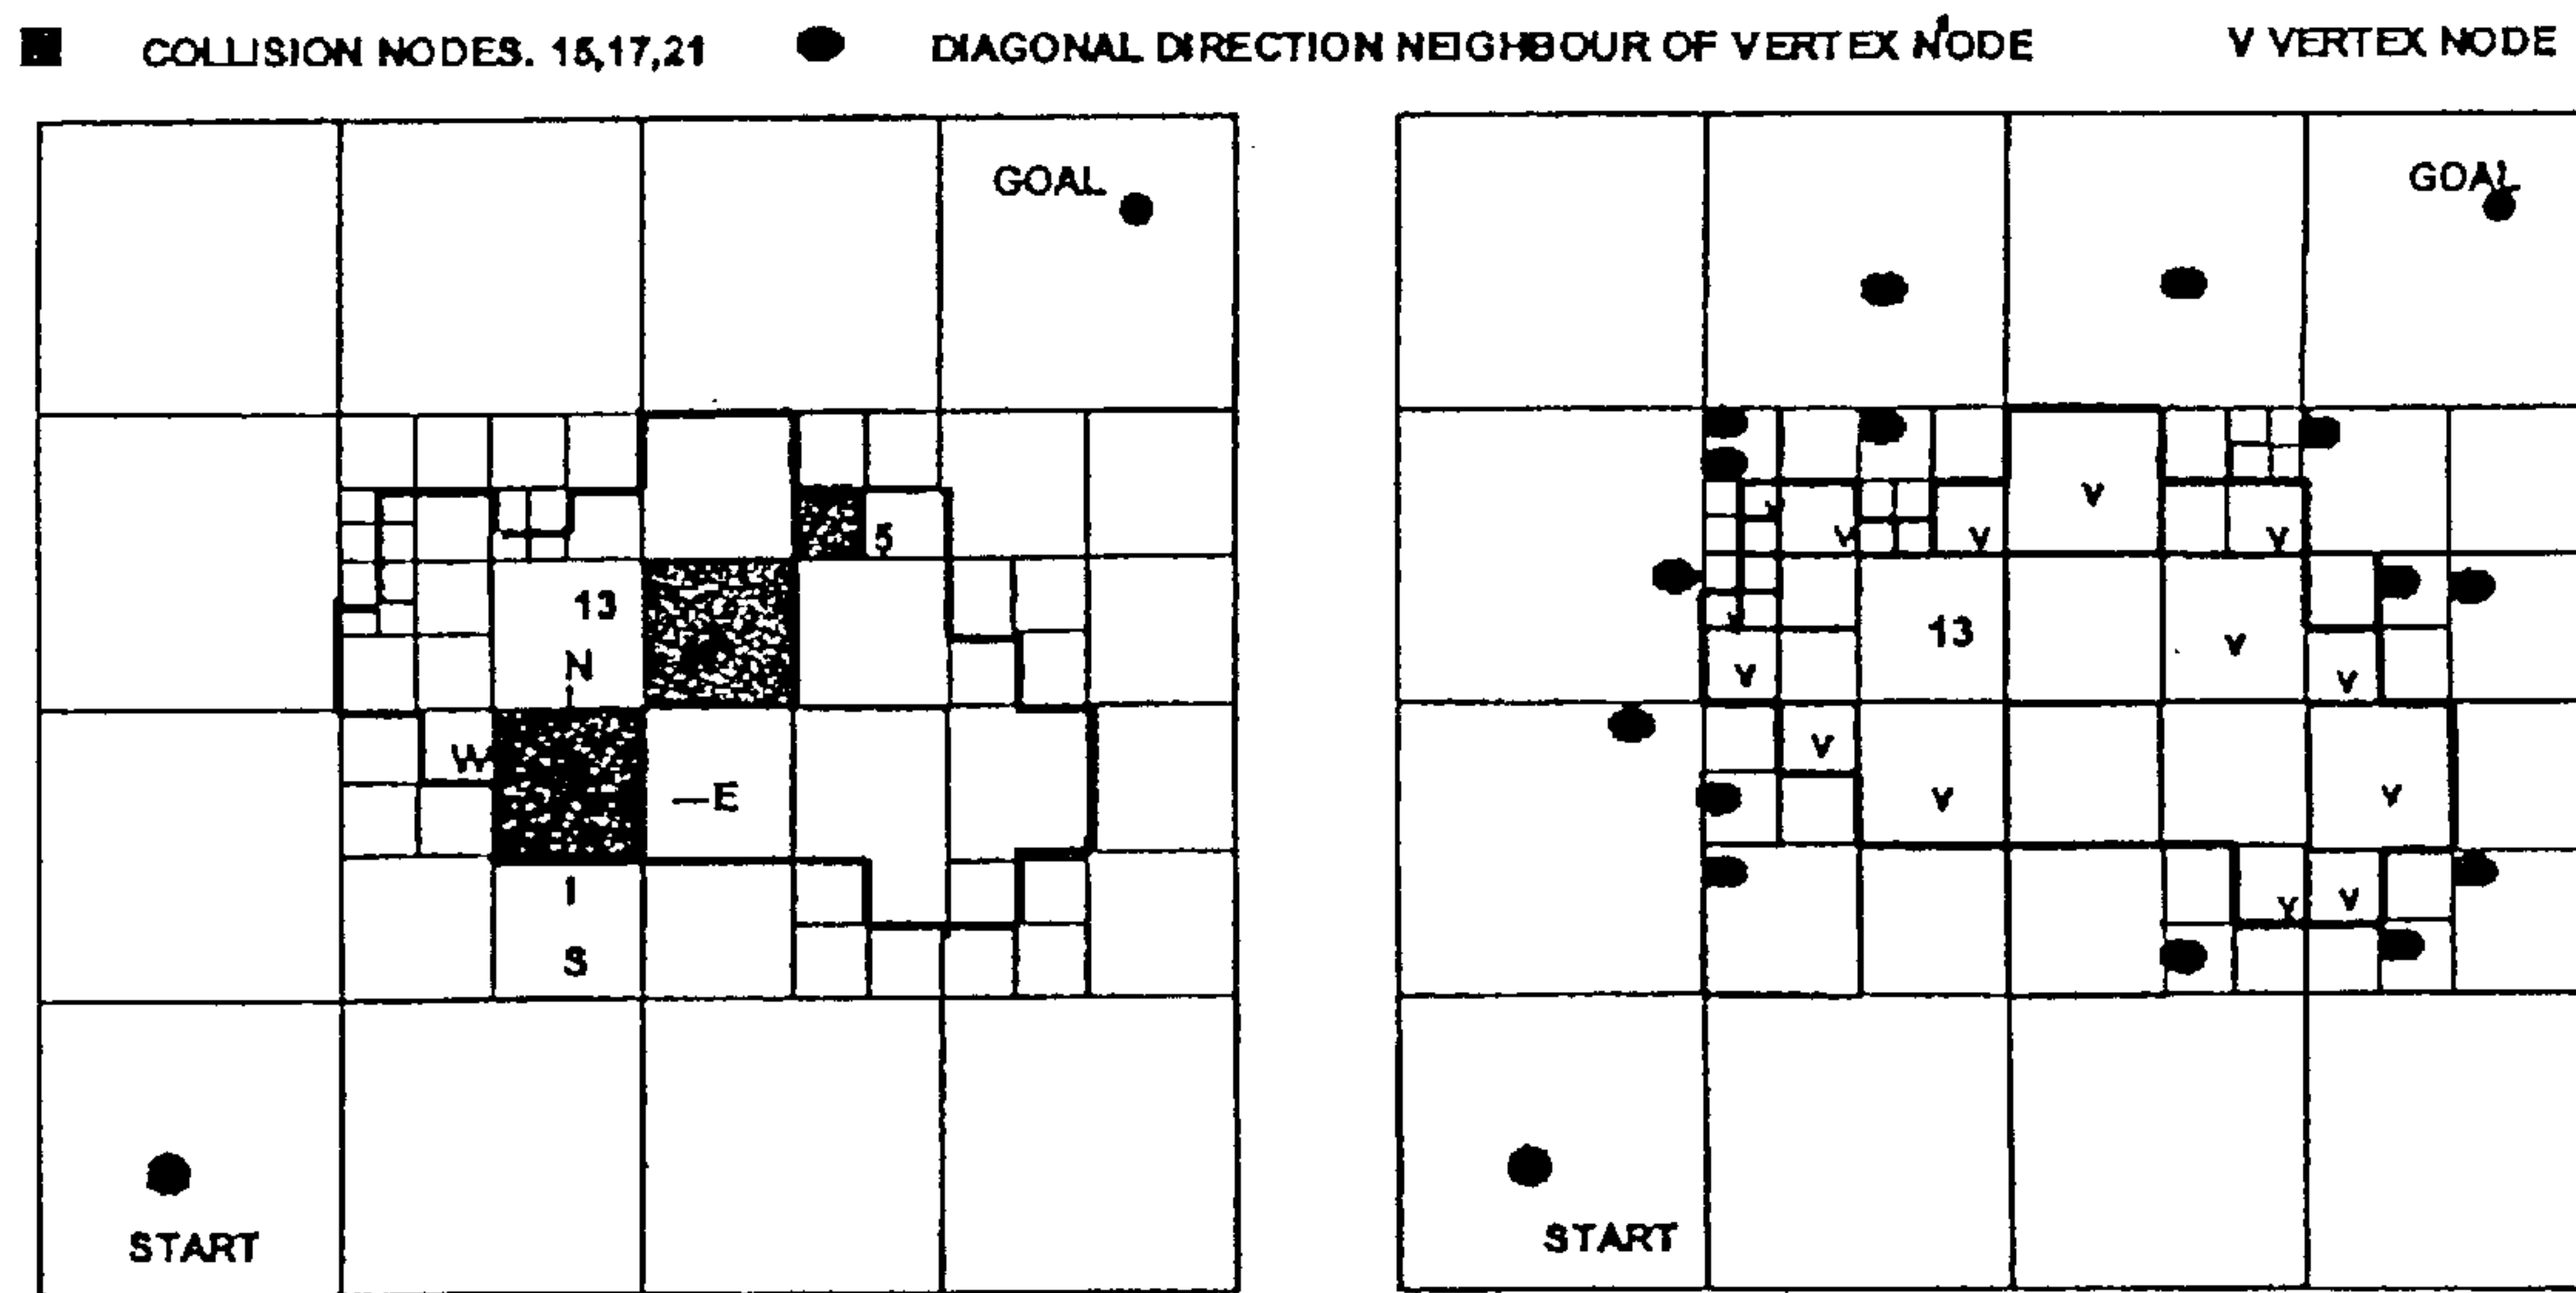 COLLISION NODES. 15,17,21 DIAGONAL DIRECTION NEIGHBOUR OF VERTEX NODE V VERTEX NODE
GOAL
5
13
N
W
—E
I
S
START
GOAL
v
v
v
v
v
v
13
v
v
v
v
v
v
v
v
v
START